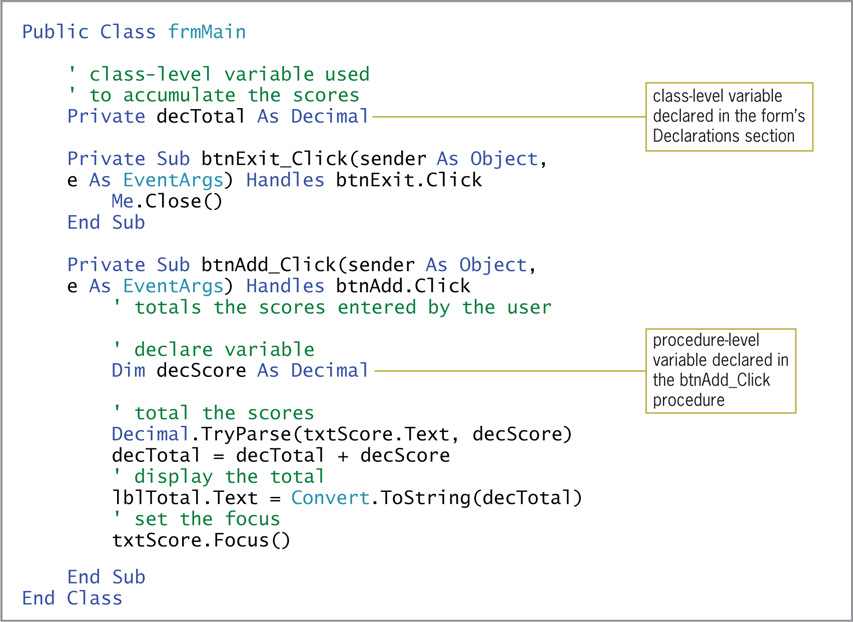 Public Class frmMain
' class-level variable used
' to accumulate the scores
Private decTotal As Decimal
class-level variable
declared in the form's
Declarations section
Private Sub btnExit_Click(sender As Object,
e As EventArgs) Handles btnExit.Click
Me.Close()
End Sub
Private Sub btnAdd_Click(sender As Object,
e As EventArgs) Handles btnAdd.Click
' totals the scores entered by the user
' declare variable
Dim decScore As Decimal
procedure-level
variable declared in
the btnAdd_Click
procedure
' total the scores
Decimal.TryParse(txtScore.Text, decScore)
decTotal = decTotal + decScore
' display the total
lblTotal.Text = Convert.ToString(decTotal)
' set the focus
txtScore.Focus()
End Sub
End Class